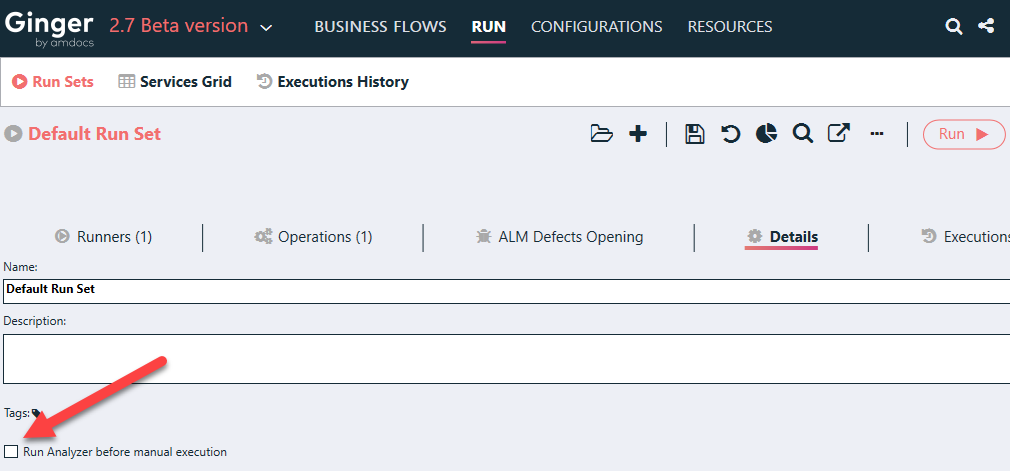 Ginger 2.7 Beta version BUSINESS FLOWS RUN CONFIGURATIONS RESOURCES
by amdocs
Run Sets Services Grid Executions History
Default Run Set Run
Runners (1) Operations (1) ALM Defects Opening Details Executions
Name:
Default Run Set
Description:
Tags:
Run Analyzer before manual execution